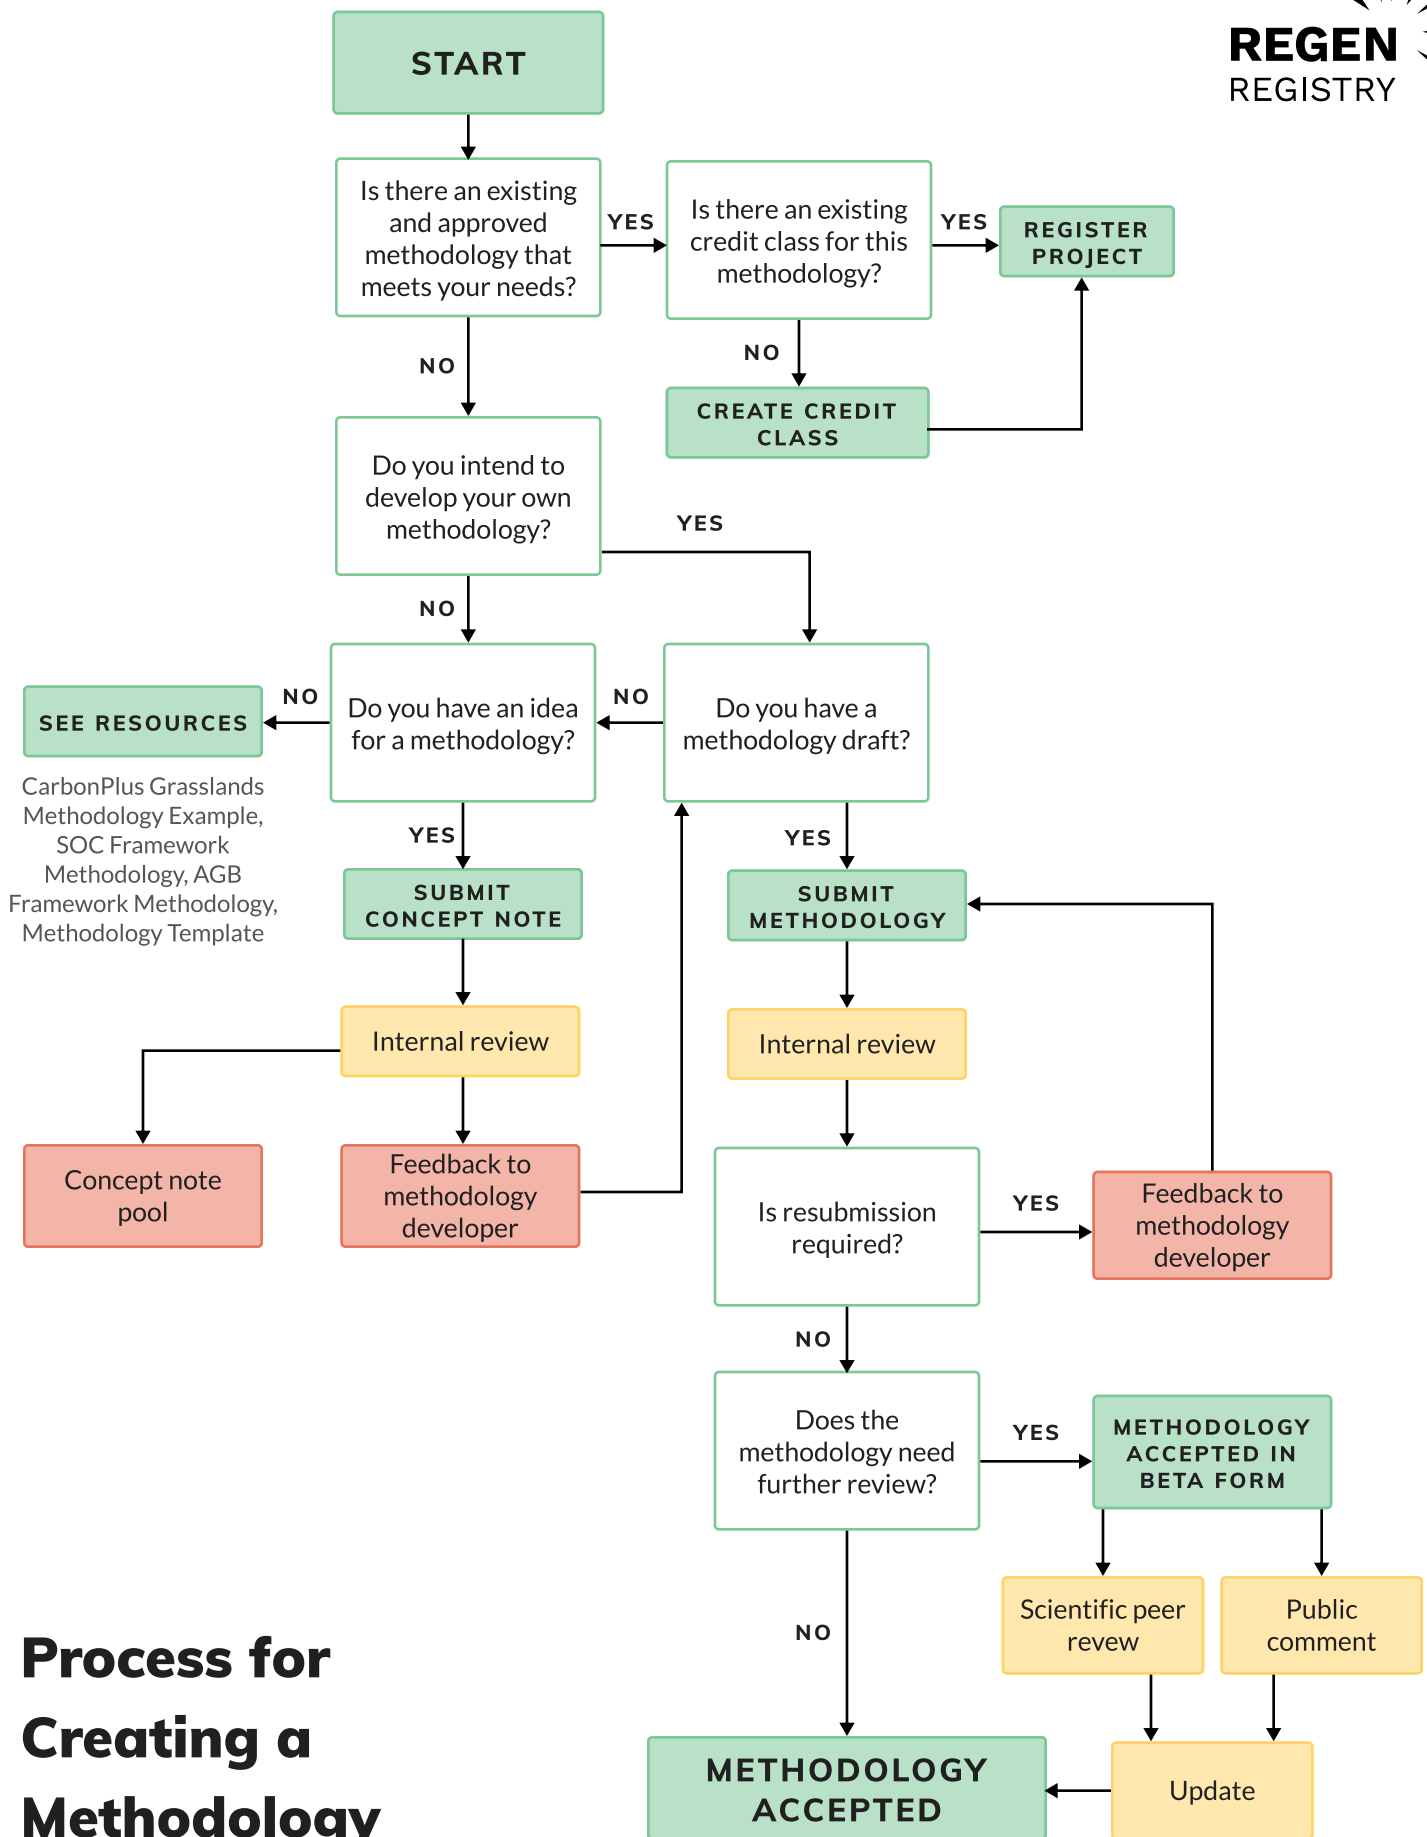 REGEN
REGISTRY
START
Is there an existing
and approved
methodology that
meets your needs?
YES
Is there an existing
credit class for this
methodology?
YES
REGISTER
PROJECT
NO
NO
CREATE CREDIT
CLASS
Do you intend to
develop your own
methodology?
YES
NO
SEE RESOURCES
NO
Do you have an idea
for a methodology?
NO
Do you have a
methodology draft?
CarbonPlus Grasslands
Methodology Example,
SOC Framework
Methodology, AGB
Framework Methodology,
Methodology Template
YES
YES
SUBMIT
CONCEPT NOTE
SUBMIT
METHODOLOGY
Internal review
Internal review
Concept note
pool
Feedback to
methodology
developer
Is resubmission
required?
YES
Feedback to
methodology
developer
NO
Does the
methodology need
further review?
YES
METHODOLOGY
ACCEPTED IN
BETA FORM
NO
Scientific peer
revew
Public
comment
METHODOLOGY
ACCEPTED
Update
Process for
Creating a
Methodology